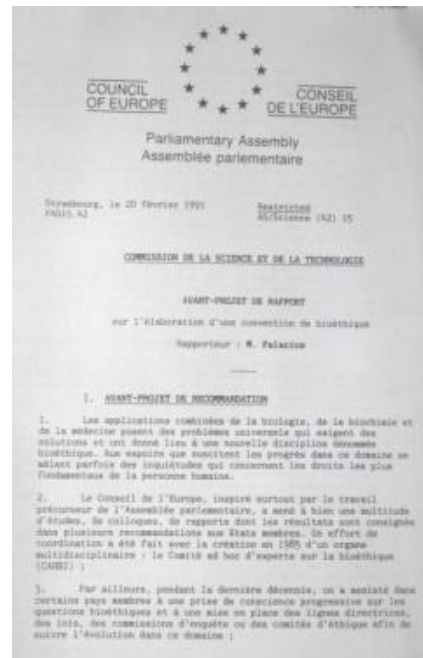 COUNCIL
OF EUROPE
CONSEIL
DE L'EUROPE
Parliamentary Assembly
Assemblée parlementaire
Strasbourg, le 20 février 1991
Restricted
AS/Science (42) 15
COMMISSION DE LA SCIENCE ET DE LA TECHNOLOGIE
AVANT-PROJET DE RAPPORT
sur l'élaboration d'une convention de bioéthique
Rapporteur : M. Palacios
I. AVANT-PROJET DE RECOMMANDATION
1. Les applications combinées de la biologie, de la biochimie et
de la médecine posent des problèmes universels qui exigent des
solutions et ont donné lieu à une nouvelle discipline dénommée
bioéthique. Aux espoirs que suscitent les progrès dans ce domaine se
mêlent parfois des inquiétudes qui concernent les droits les plus
fondamentaux de la personne humaine.
2. Le Conseil de l'Europe, inspiré surtout par le travail
précurseur de l'Assemblée parlementaire, a mené à bien une multitude
d'études, de colloques, de rapports dont les résultats sont consignés
dans plusieurs recommandations aux Etats membres. Un effort de
coordination a été fait avec la création en 1985 d'un organe
multidisciplinaire : le Comité ad hoc d'experts sur la bioéthique
(CAHBI) ;
3. Par ailleurs, pendant la dernière décennie, on a assisté dans
certains pays membres à une prise de conscience progressive sur les
questions bioéthiques et à une mise en place des lignes directrices,
des lois, des commissions d'enquête ou des comités d'éthique afin de
suivre l'évolution dans ce domaine ;